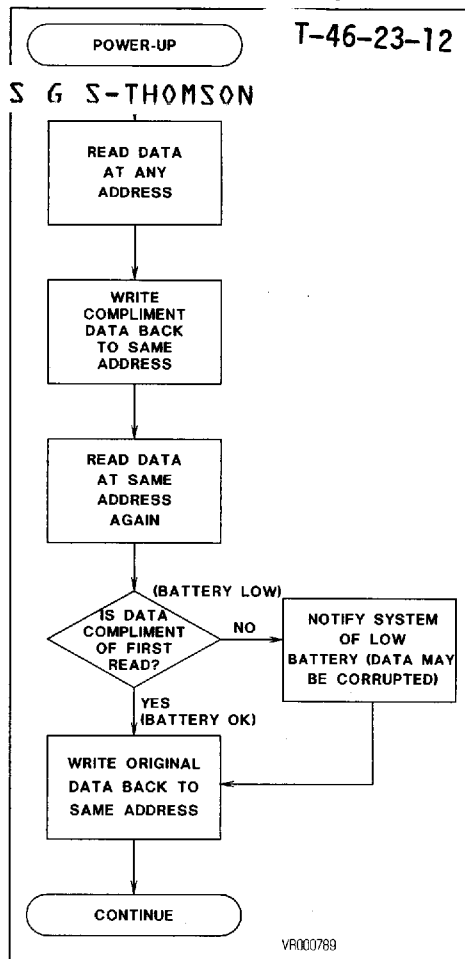 POWER-UP
T-46-23-12
S G S-THOMSON
READ DATA
AT ANY
ADDRESS
WRITE
COMPLIMENT
DATA BACK
TO SAME
ADDRESS
READ DATA
AT SAME
ADDRESS
AGAIN
(BATTERY LOW)
IS DATA
COMPLIMENT
OF FIRST
READ?
NO
NOTIFY SYSTEM
OF LOW
BATTERY (DATA MAY
BE CORRUPTED)
YES
(BATTERY OK)
WRITE ORIGINAL
DATA BACK TO
SAME ADDRESS
CONTINUE
VR000789